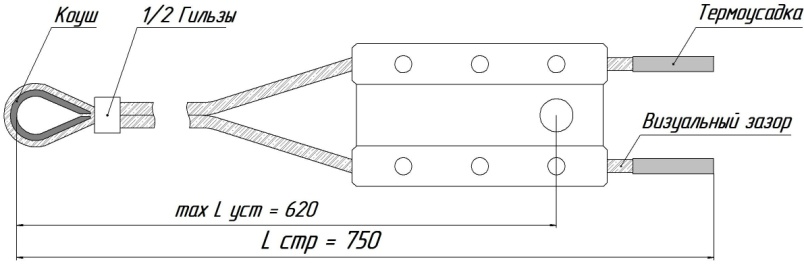 Коуш
1/2 Гильзы
Термоусадка
Визуальный зазор
max L уст = 620
L стр = 750